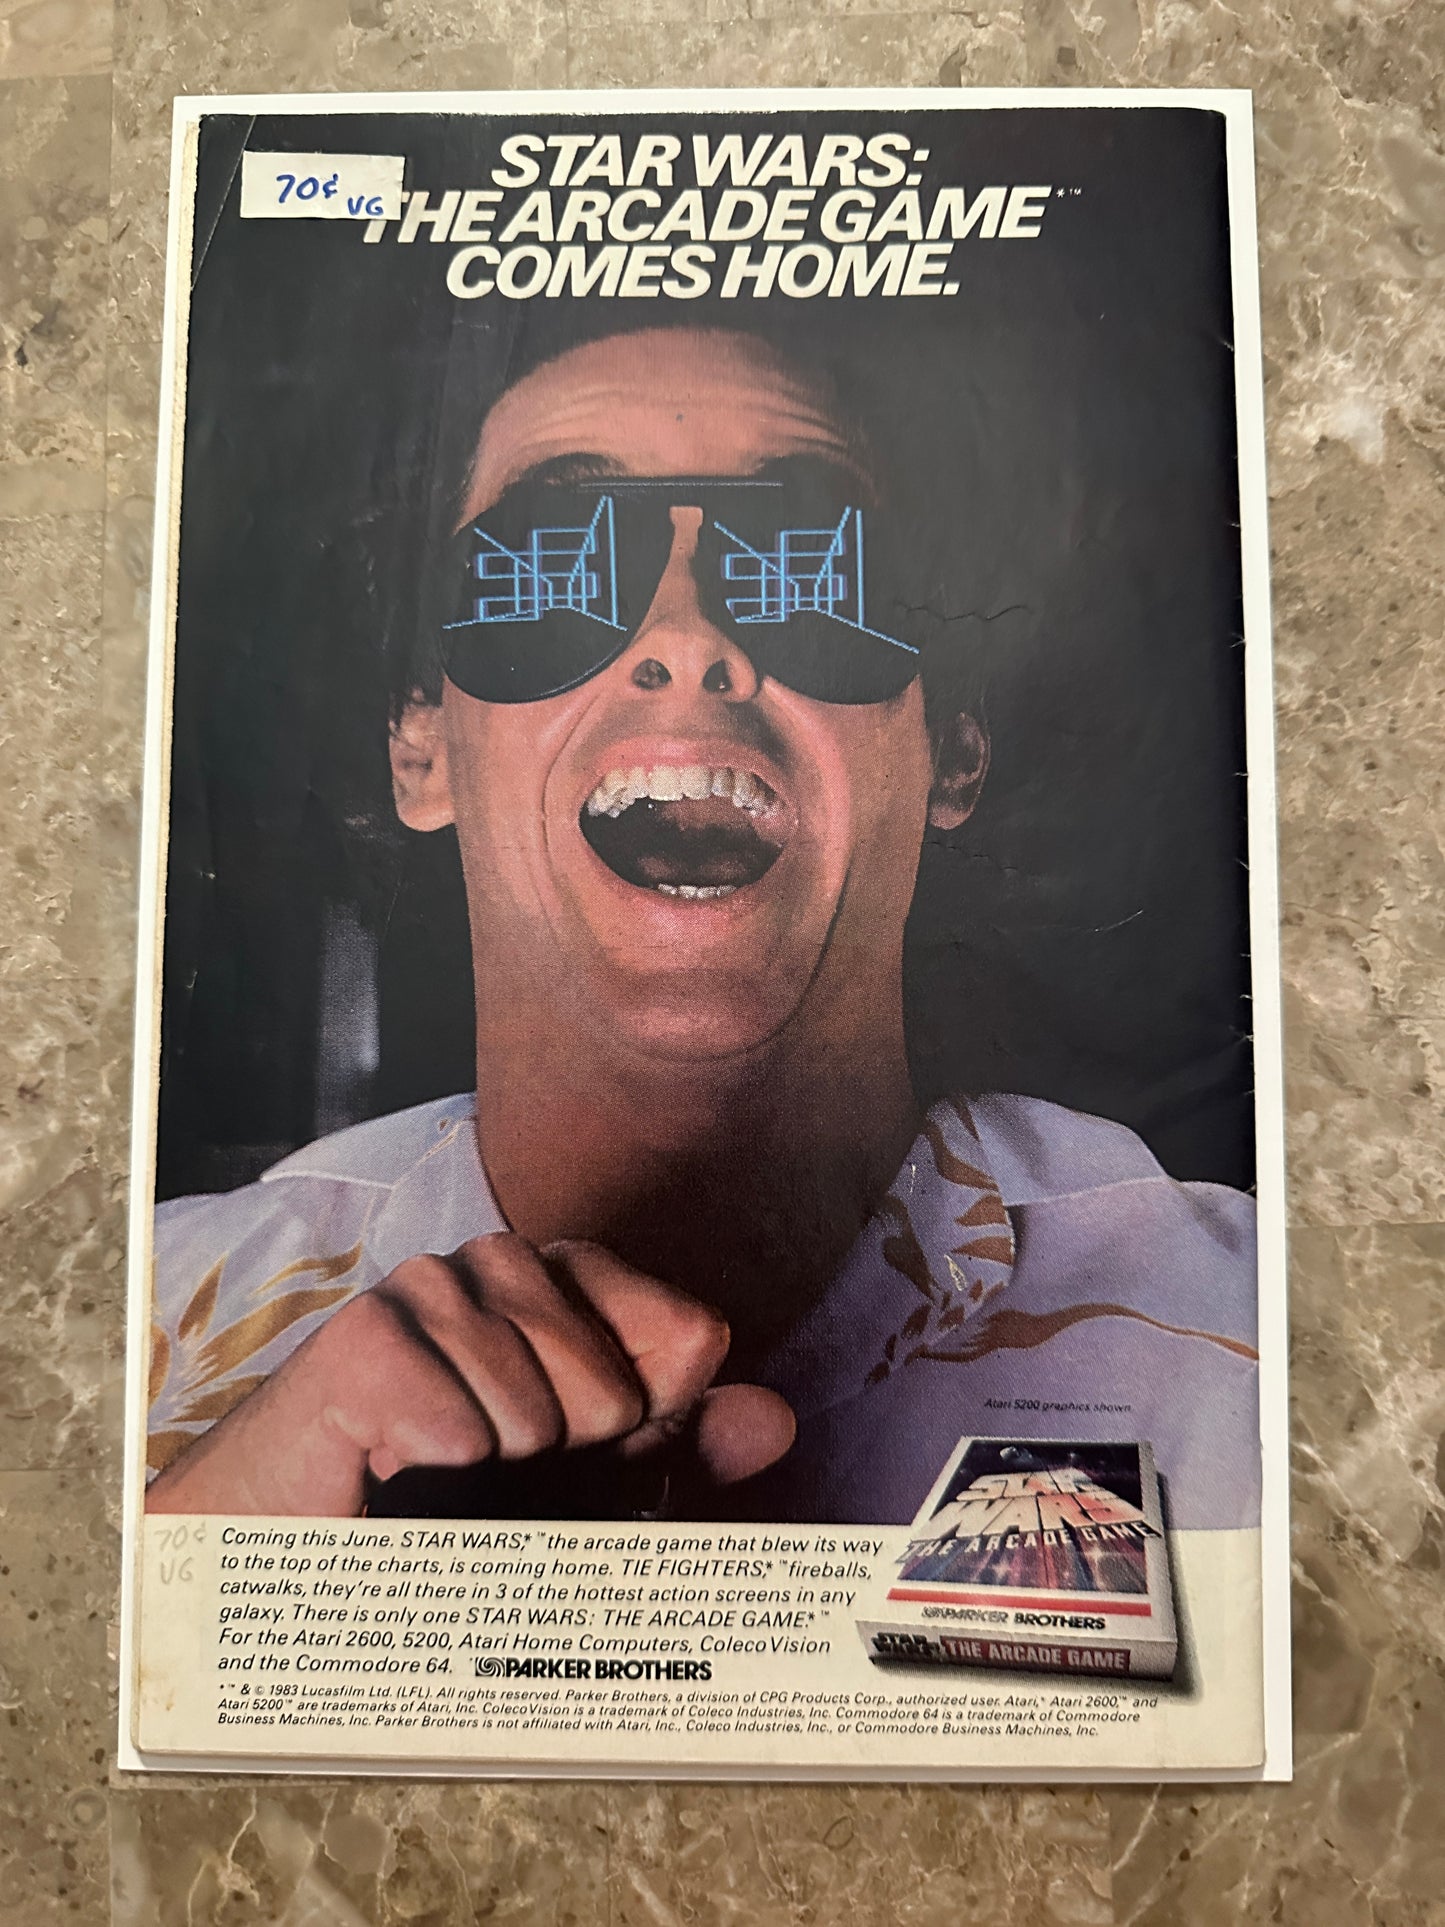 70¢ VG
STAR WARS:
THE ARCADE GAME*™
COMES HOME.
Atari 5200 graphics shown.
STAR
WARS
THE ARCADE GAME
PARKER BROTHERS
STAR
WARS THE ARCADE GAME
70¢
VG
Coming this June. STAR WARS,*™ the arcade game that blew its way
to the top of the charts, is coming home. TIE FIGHTERS,*™ fireballs,
catwalks, they're all there in 3 of the hottest action screens in any
galaxy. There is only one STAR WARS: THE ARCADE GAME.*™
For the Atari 2600, 5200, Atari Home Computers, ColecoVision
and the Commodore 64. PARKER BROTHERS
*™ & © 1983 Lucasfilm Ltd. (LFL). All rights reserved. Parker Brothers, a division of CPG Products Corp., authorized user. Atari,® Atari 2600,™ and
Atari 5200™ are trademarks of Atari, Inc. ColecoVision is a trademark of Coleco Industries, Inc. Commodore 64 is a trademark of Commodore
Business Machines, Inc. Parker Brothers is not affiliated with Atari, Inc., Coleco Industries, Inc., or Commodore Business Machines, Inc.